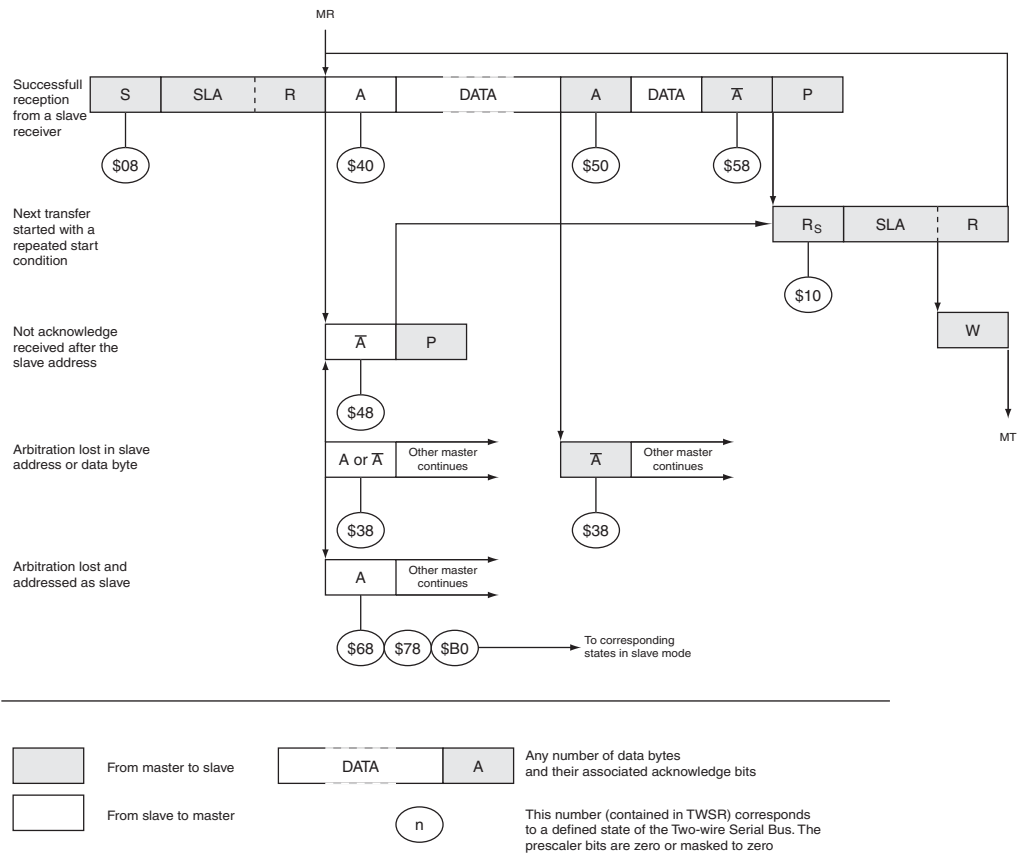 MR
Successfull
reception
from a slave
receiver
S SLA R A DATA A DATA A̅ P
$08 $40 $50 $58
Next transfer
started with a
repeated start
condition
RS SLA R
$10
Not acknowledge
received after the
slave address
A̅ P
W
$48
MT
Arbitration lost in slave
address or data byte
A or A̅
Other master
continues
A̅
Other master
continues
$38 $38
Arbitration lost and
addressed as slave
A
Other master
continues
$68 $78 $B0
To corresponding
states in slave mode
From master to slave
DATA A
Any number of data bytes
and their associated acknowledge bits
From slave to master
n
This number (contained in TWSR) corresponds
to a defined state of the Two-wire Serial Bus. The
prescaler bits are zero or masked to zero